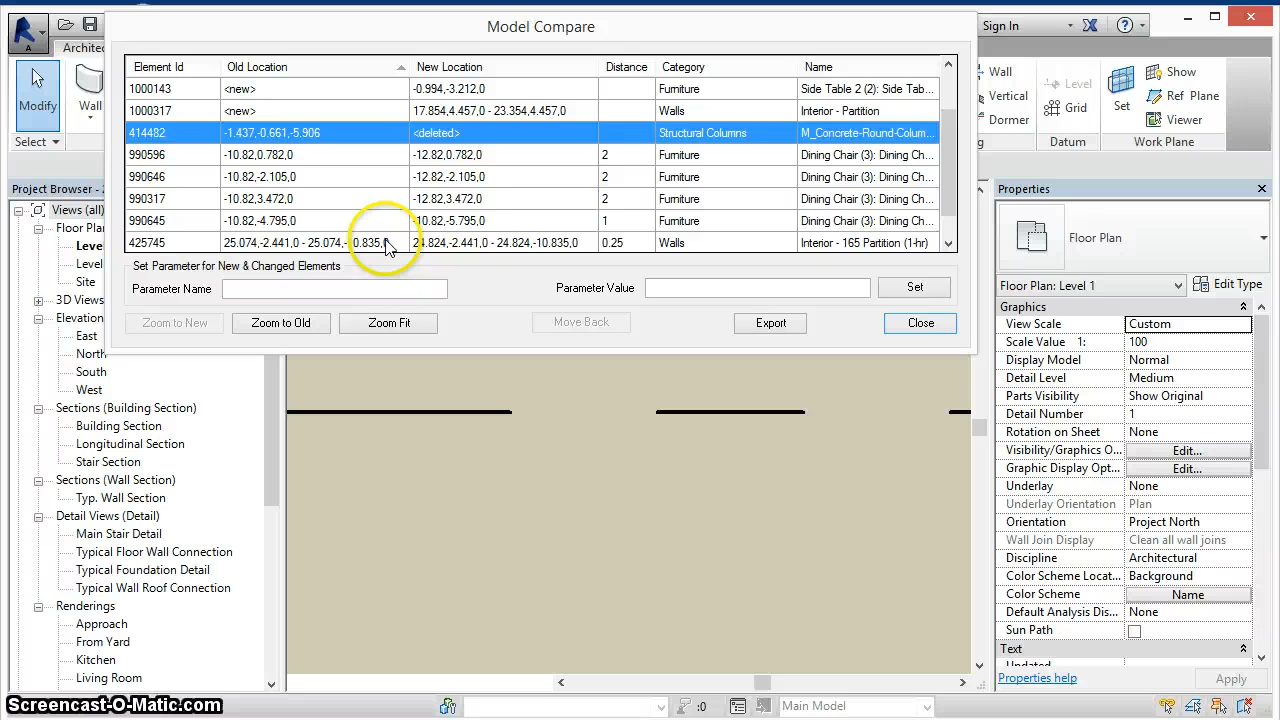 Model Compare
Sign In
Archite
Element Id Old Location New Location Distance Category Name
1000143 <new> -0.994,-3.212,0 Furniture Side Table 2 (2): Side Tab...
1000317 <new> 17.854,4.457,0 - 23.354,4.457,0 Walls Interior - Partition
414482 -1.437,-0.661,-5.906 <deleted> Structural Columns M_Concrete-Round-Colum...
990596 -10.82,0.782,0 -12.82,0.782,0 2 Furniture Dining Chair (3): Dining Ch...
990646 -10.82,-2.105,0 -12.82,-2.105,0 2 Furniture Dining Chair (3): Dining Ch...
990317 -10.82,3.472,0 -12.82,3.472,0 2 Furniture Dining Chair (3): Dining Ch...
990645 -10.82,-4.795,0 -10.82,-5.795,0 1 Furniture Dining Chair (3): Dining Ch...
425745 25.074,-2.441,0 - 25.074,-10.835,0 24.824,-2.441,0 - 24.824,-10.835,0 0.25 Walls Interior - 165 Partition (1-hr)
Set Parameter for New & Changed Elements
Parameter Name Parameter Value Set
Zoom to New Zoom to Old Zoom Fit Move Back Export Close
Modify Wall
Select
Wall Level Show
Vertical Grid Set Ref Plane
Dormer Viewer
Datum Work Plane
Project Browser -
Views (all)
Floor Plan
Level
Level
Site
3D Views
Elevation
East
North
South
West
Sections (Building Section)
Building Section
Longitudinal Section
Stair Section
Sections (Wall Section)
Typ. Wall Section
Detail Views (Detail)
Main Stair Detail
Typical Floor Wall Connection
Typical Foundation Detail
Typical Wall Roof Connection
Renderings
Approach
From Yard
Kitchen
Living Room
Properties
Floor Plan
Floor Plan: Level 1 Edit Type
Graphics
View Scale Custom
Scale Value 1: 100
Display Model Normal
Detail Level Medium
Parts Visibility Show Original
Detail Number 1
Rotation on Sheet None
Visibility/Graphics O... Edit...
Graphic Display Opt... Edit...
Underlay None
Underlay Orientation Plan
Orientation Project North
Wall Join Display Clean all wall joins
Discipline Architectural
Color Scheme Locat... Background
Color Scheme Name
Default Analysis Dis... None
Sun Path
Text
Properties help Apply
:0 Main Model
Screencast-O-Matic.com